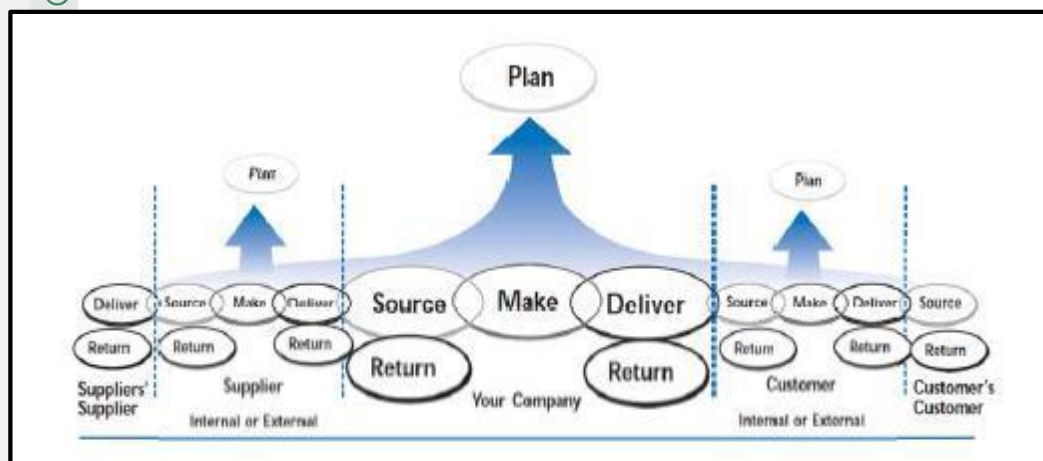 Plan
Plan
Plan
Deliver Source Make Deliver Source Make Deliver Source Make Deliver Source
Return Return Return Return Return Return Return Return
Suppliers' Supplier
Supplier
Internal or External
Your Company
Customer
Internal or External
Customer's Customer